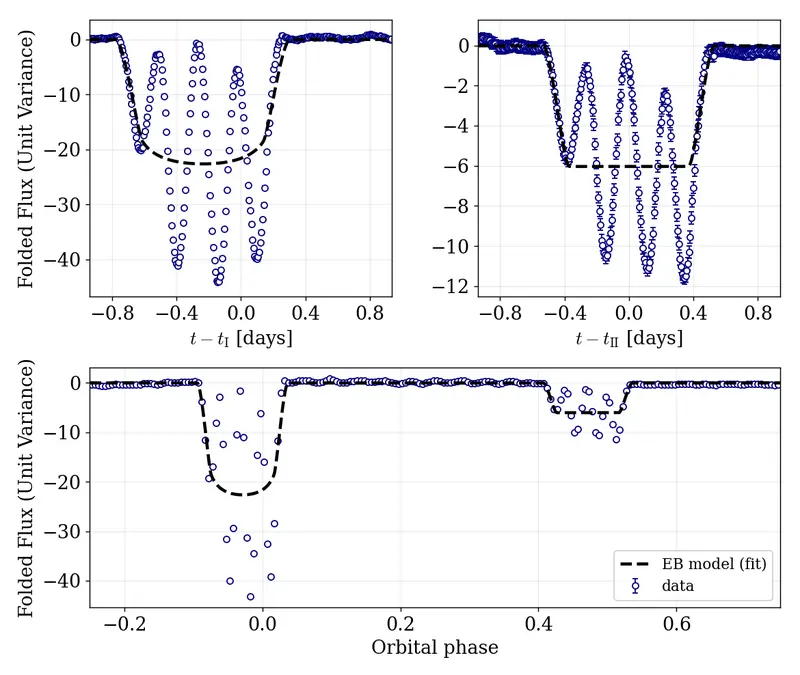 Folded Flux (Unit Variance)
0
−10
−20
−30
−40
−0.8 −0.4 0.0 0.4 0.8
t − tI [days]
0
−2
−4
−6
−8
−10
−12
−0.8 −0.4 0.0 0.4 0.8
t − tII [days]
Folded Flux (Unit Variance)
0
−10
−20
−30
−40
−0.2 0.0 0.2 0.4 0.6
Orbital phase
EB model (fit)
data